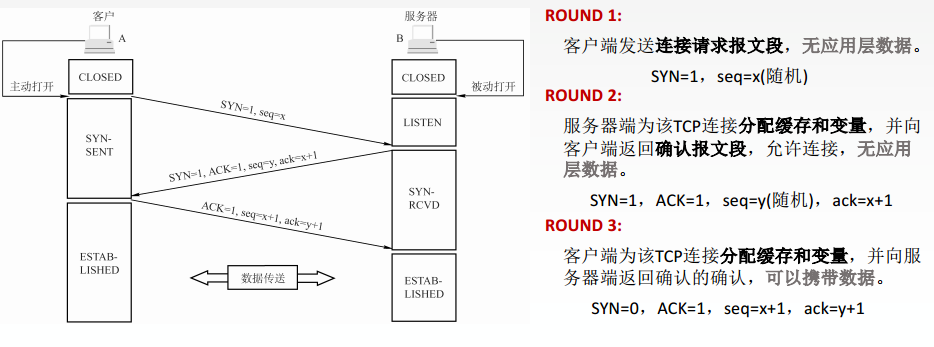 客户
A
服务器
B
CLOSED
CLOSED
主动打开
被动打开
SYN=1, seq=x
LISTEN
SYN-
SENT
SYN=1, ACK=1, seq=y, ack=x+1
SYN-
RCVD
ACK=1, seq=x+1, ack=y+1
ESTAB-
LISHED
数据传送
ESTAB-
LISHED
ROUND 1:
客户端发送连接请求报文段，无应用层数据。
SYN=1，seq=x(随机)
ROUND 2:
服务器端为该TCP连接分配缓存和变量，并向
客户端返回确认报文段，允许连接，无应用
层数据。
SYN=1，ACK=1，seq=y(随机)，ack=x+1
ROUND 3:
客户端为该TCP连接分配缓存和变量，并向服
务器端返回确认的确认，可以携带数据。
SYN=0，ACK=1，seq=x+1，ack=y+1